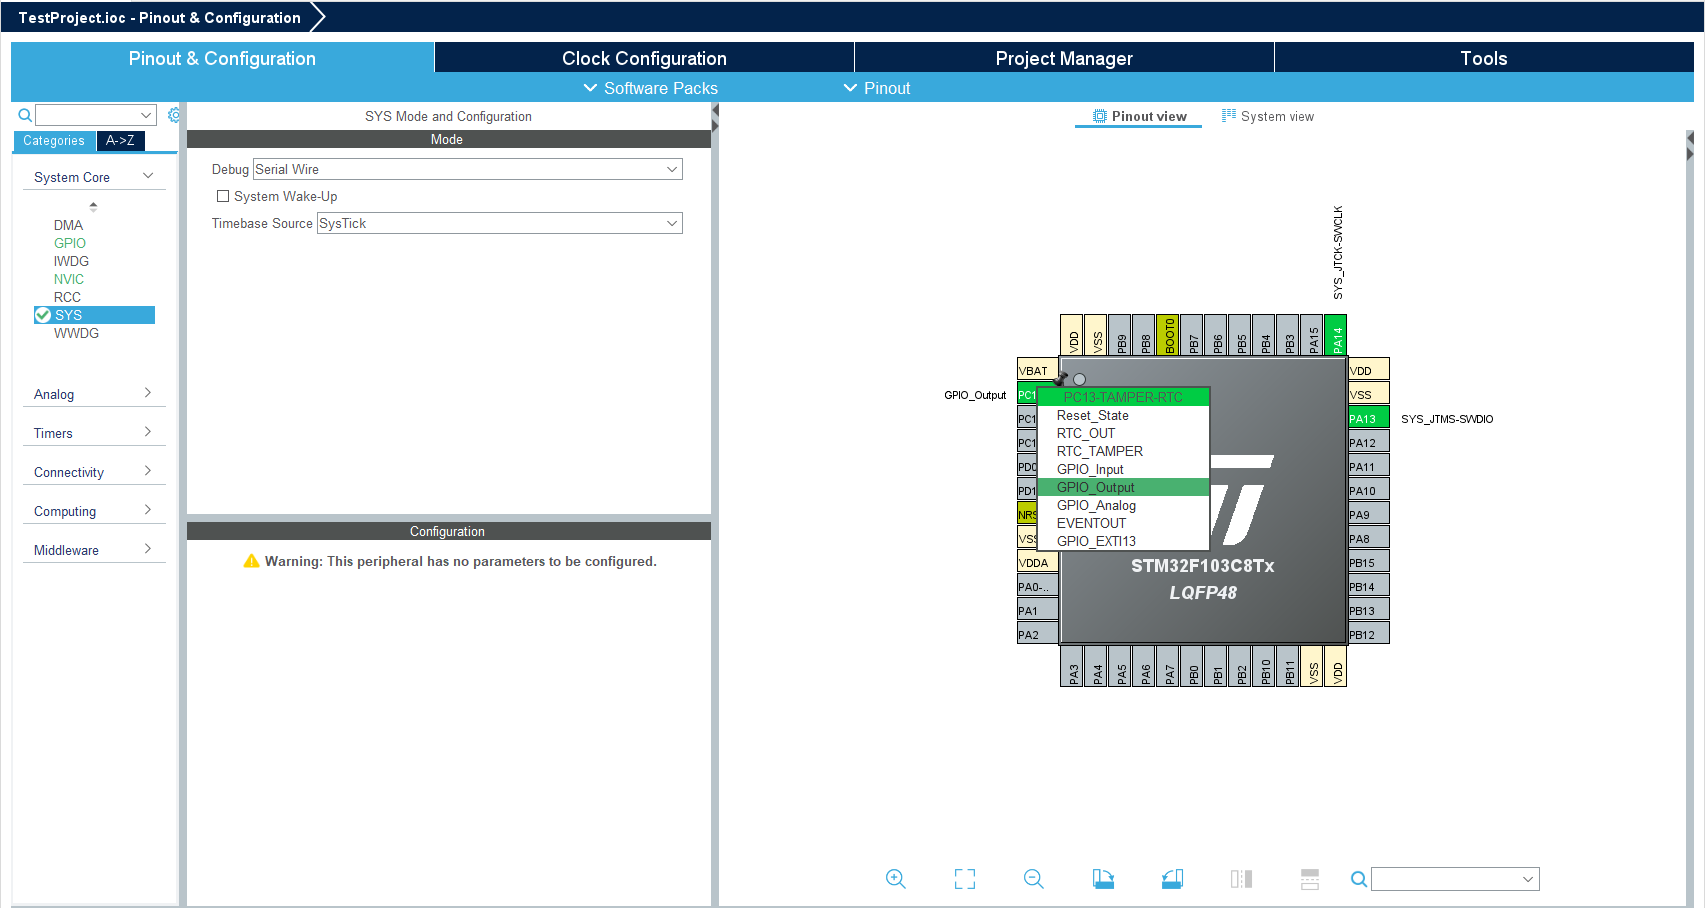 TestProject.ioc - Pinout & Configuration
Pinout & Configuration
Clock Configuration
Project Manager
Tools
Software Packs
Pinout
Categories
A->Z
System Core
DMA
GPIO
IWDG
NVIC
RCC
SYS
WWDG
Analog
Timers
Connectivity
Computing
Middleware
SYS Mode and Configuration
Mode
Debug Serial Wire
System Wake-Up
Timebase Source SysTick
Configuration
Warning: This peripheral has no parameters to be configured.
Pinout view
System view
SYS_JTCK-SWCLK
VDD
VSS
PB9
PB8
BOOT0
PB7
PB6
PB5
PB4
PB3
PA15
PA14
VBAT
GPIO_Output
PC1
PC1
PC1
PD0
PD1
NRS
VSS
VDDA
PA0-..
PA1
PA2
PC13-TAMPER-RTC
Reset_State
RTC_OUT
RTC_TAMPER
GPIO_Input
GPIO_Output
GPIO_Analog
EVENTOUT
GPIO_EXTI13
STM32F103C8Tx
LQFP48
VDD
VSS
PA13
SYS_JTMS-SWDIO
PA12
PA11
PA10
PA9
PA8
PB15
PB14
PB13
PB12
PA3
PA4
PA5
PA6
PA7
PB0
PB1
PB2
PB10
PB11
VSS
VDD